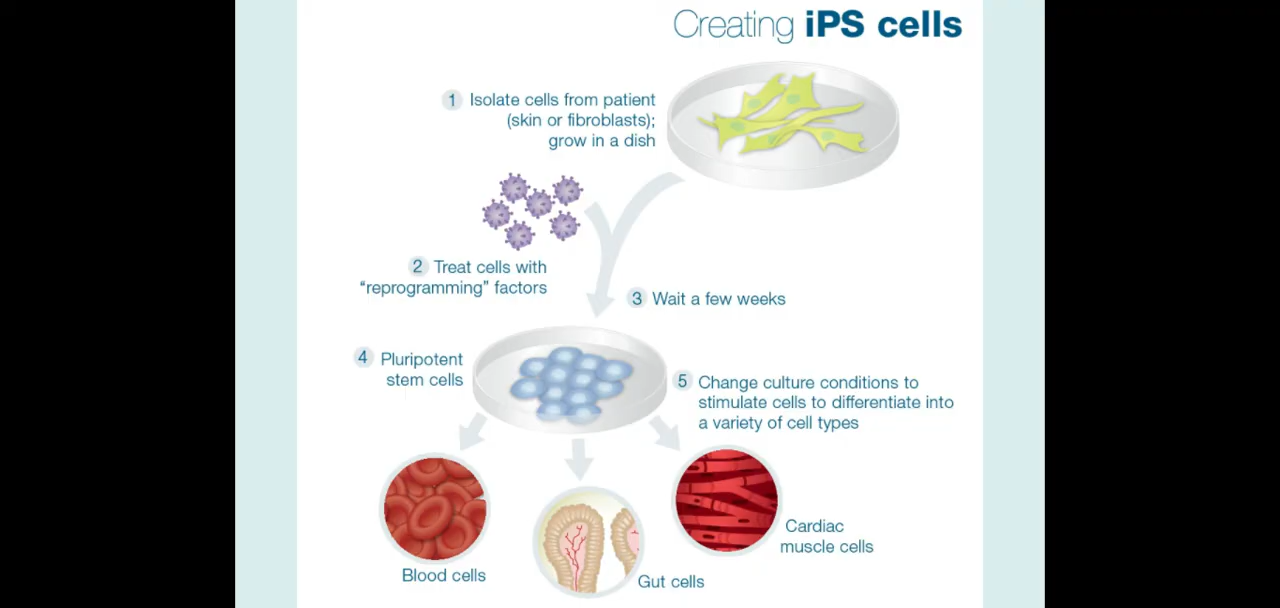 Creating iPS cells
1 Isolate cells from patient
(skin or fibroblasts);
grow in a dish
2 Treat cells with
“reprogramming” factors
3 Wait a few weeks
4 Pluripotent
stem cells
5 Change culture conditions to
stimulate cells to differentiate into
a variety of cell types
Blood cells
Gut cells
Cardiac
muscle cells